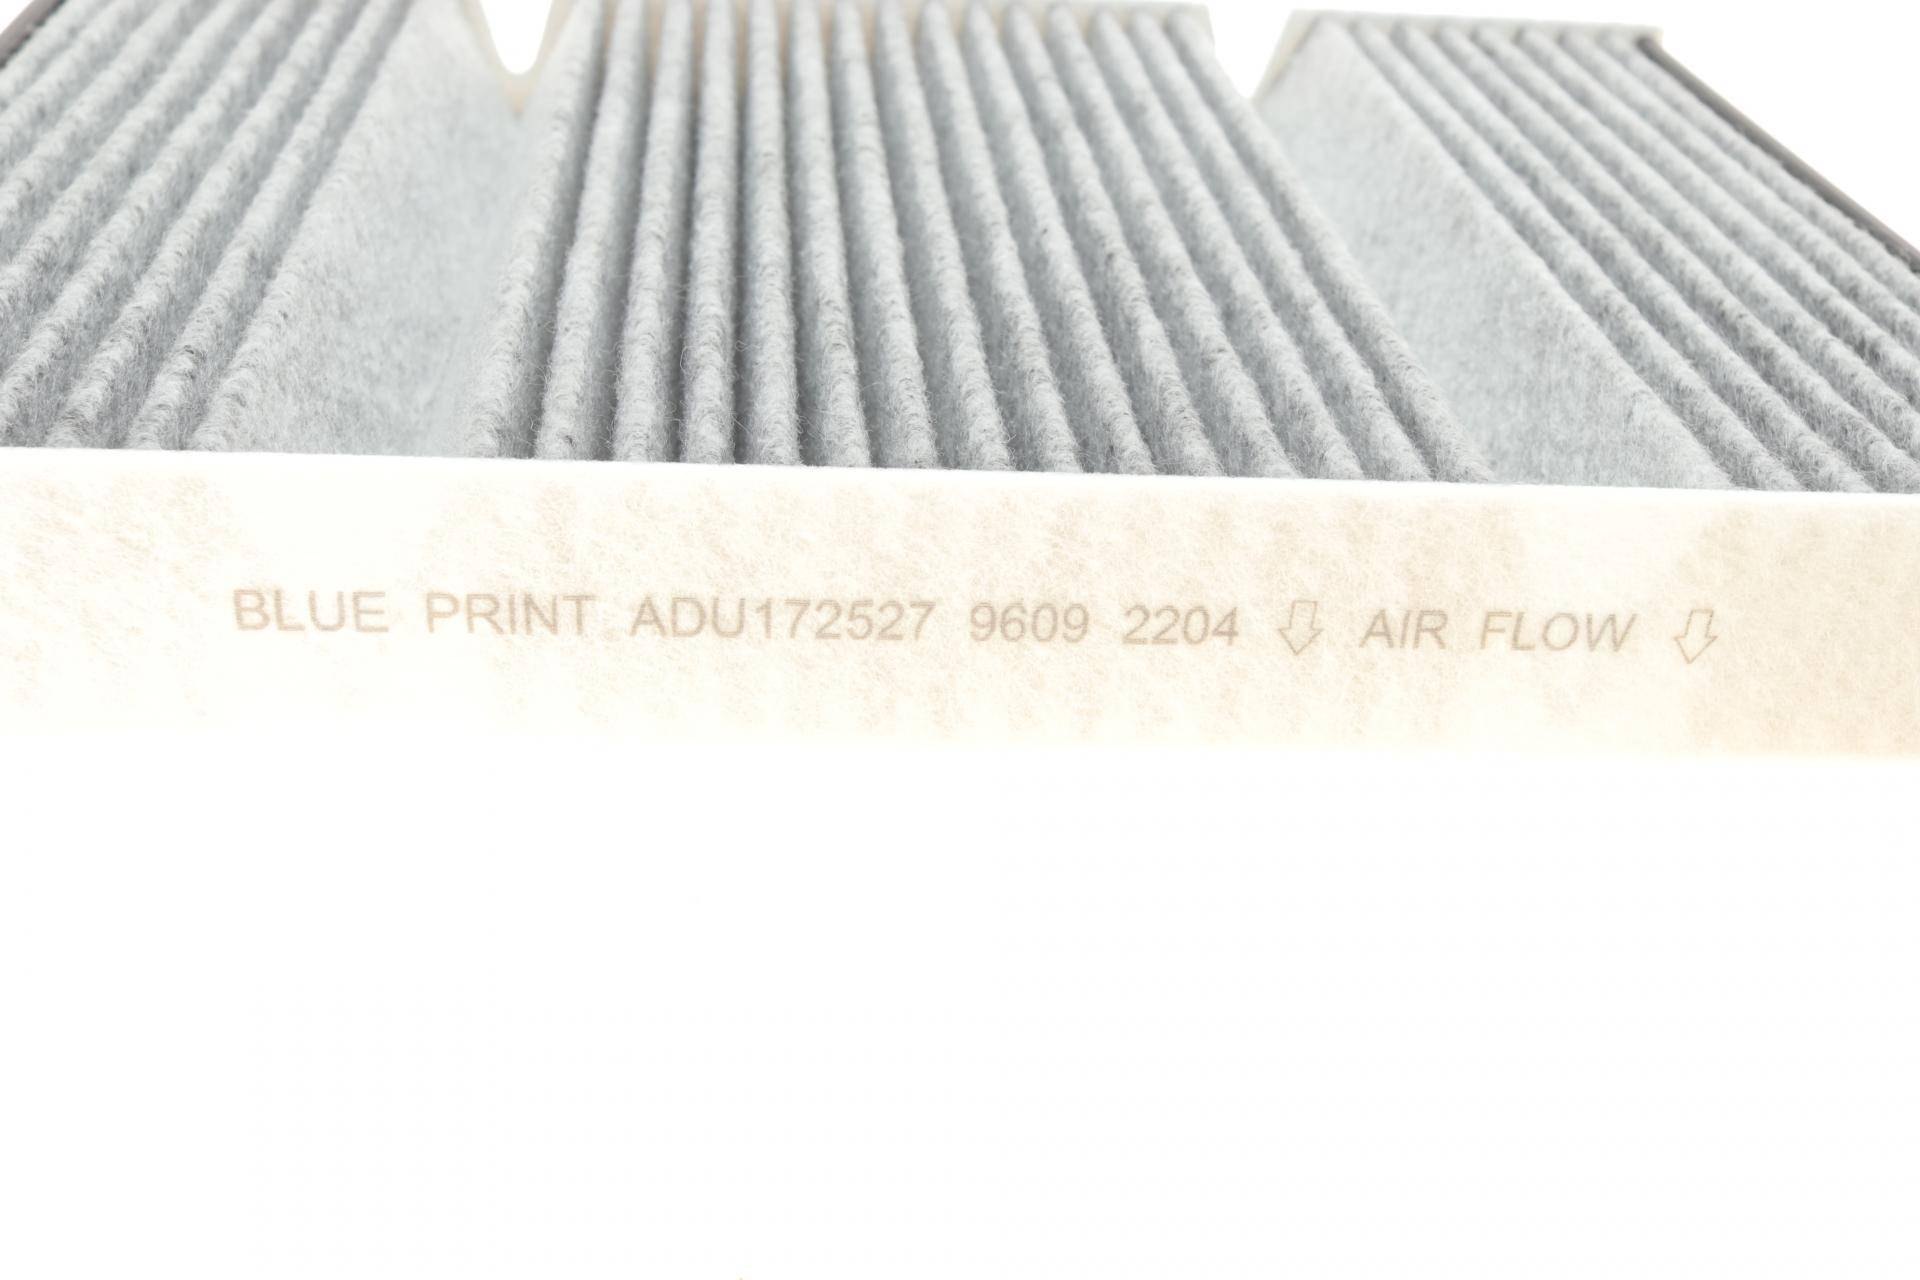 BLUE PRINT ADU172527 9609 2204 ⇩ AIR FLOW ⇩